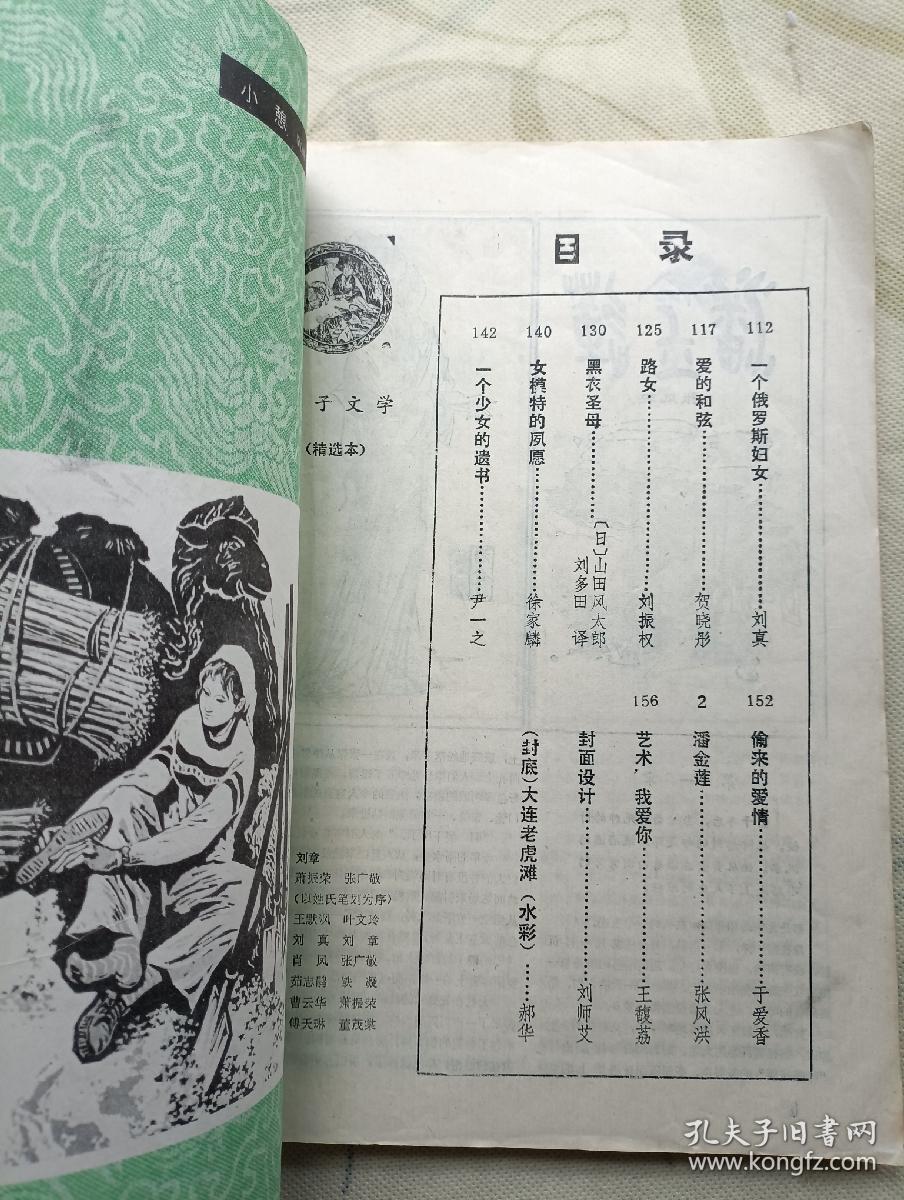 小憩
目录
112 一个俄罗斯妇女…………刘真
117 爱的和弦…………贺晓彤
125 路女…………刘振权
130 黑衣圣母…………〔日〕山田风太郎
刘多田 译
140 女模特的夙愿…………徐家麟
142 一个少女的遗书…………尹一之
152 偷来的爱情…………于爱香
2 潘金莲…………张风洪
156 艺术，我爱你…………王馥荔
封面设计…………刘师艾
(封底)大连老虎滩(水彩)……郝华
子文学
(精选本)
刘章
萧振荣 张广敬
(以姓氏笔划为序)
王默沨 叶文玲
刘真 刘章
肖凤 张广敬
茹志鹃 铁凝
曹云华 萧振荣
傅天琳 董茂棠
孔夫子旧书网
www.kongfz.com